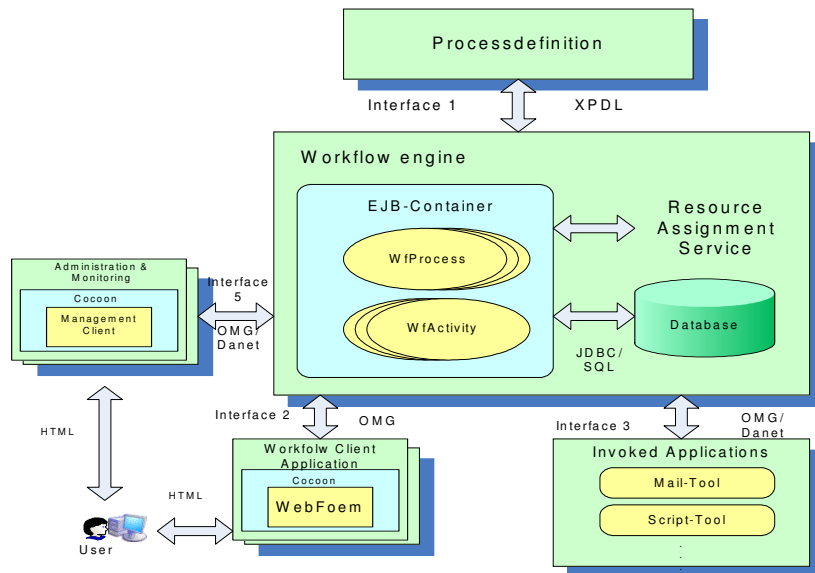 Processdefinition
Interface 1
XPDL
Workflow engine
EJB-Container
WfProcess
WfActivity
Resource
Assignment
Service
Database
JDBC/
SQL
Administration &
Monitoring
Cocoon
Management
Client
Interface
5
OMG/
Danet
HTML
Interface 2
OMG
Workfolw Client
Application
Cocoon
WebFoem
HTML
User
Interface 3
OMG/
Danet
Invoked Applications
Mail-Tool
Script-Tool
.
.
.